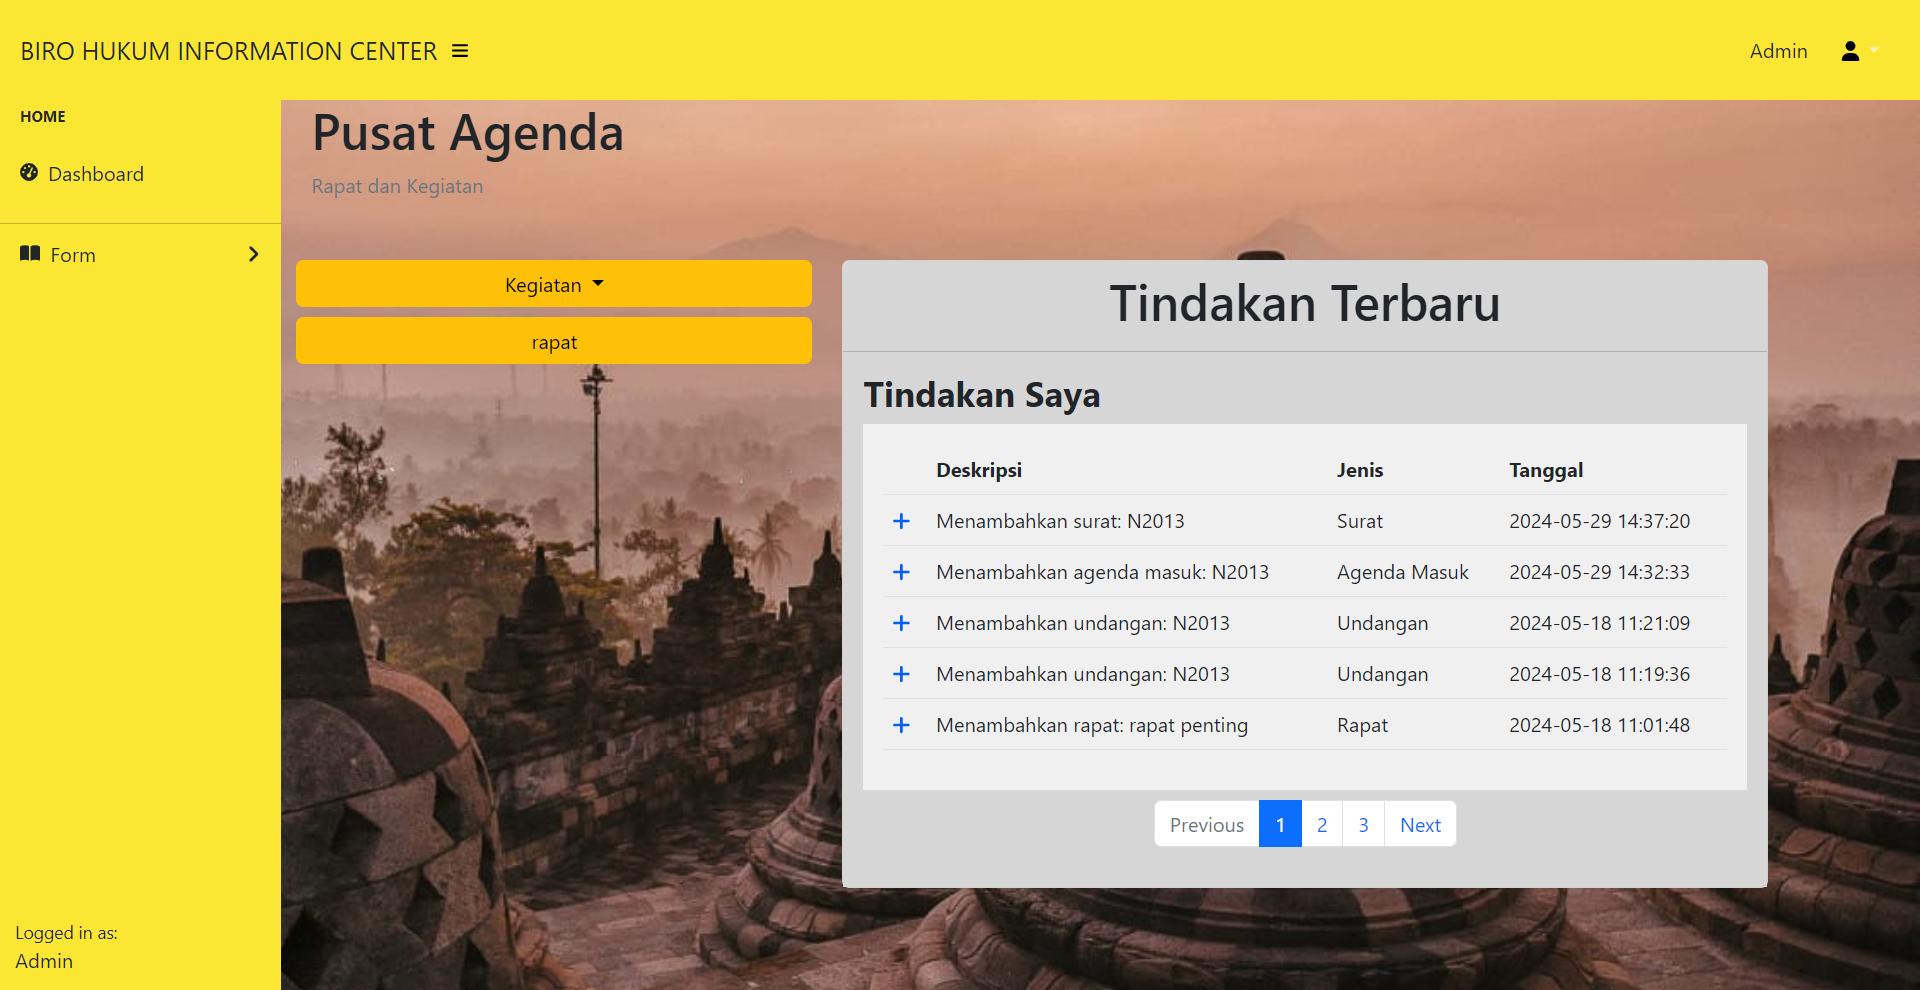 BIRO HUKUM INFORMATION CENTER
Admin
HOME
Dashboard
Form
Logged in as:
Admin
Pusat Agenda
Rapat dan Kegiatan
Kegiatan
rapat
Tindakan Terbaru
Tindakan Saya
Deskripsi Jenis Tanggal
Menambahkan surat: N2013 Surat 2024-05-29 14:37:20
Menambahkan agenda masuk: N2013 Agenda Masuk 2024-05-29 14:32:33
Menambahkan undangan: N2013 Undangan 2024-05-18 11:21:09
Menambahkan undangan: N2013 Undangan 2024-05-18 11:19:36
Menambahkan rapat: rapat penting Rapat 2024-05-18 11:01:48
Previous 1 2 3 Next